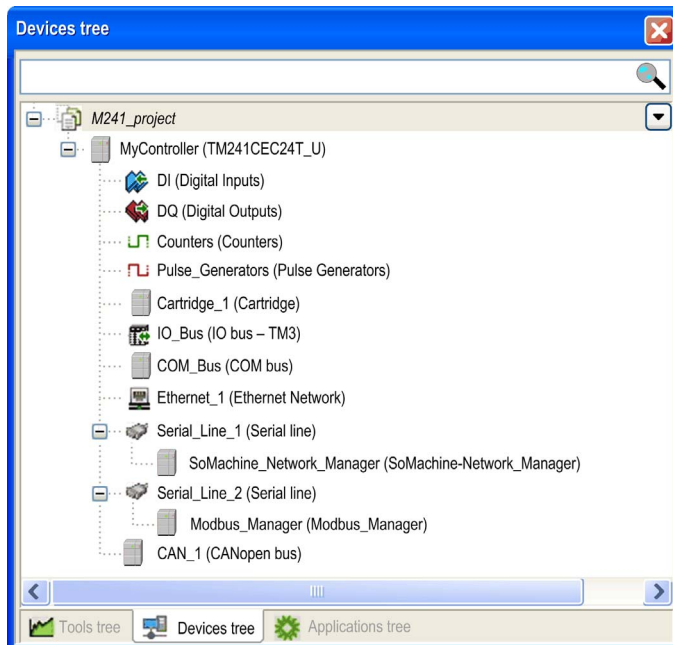 Devices tree
M241_project
MyController (TM241CEC24T_U)
DI (Digital Inputs)
DQ (Digital Outputs)
Counters (Counters)
Pulse_Generators (Pulse Generators)
Cartridge_1 (Cartridge)
IO_Bus (IO bus – TM3)
COM_Bus (COM bus)
Ethernet_1 (Ethernet Network)
Serial_Line_1 (Serial line)
SoMachine_Network_Manager (SoMachine-Network_Manager)
Serial_Line_2 (Serial line)
Modbus_Manager (Modbus_Manager)
CAN_1 (CANopen bus)
Tools tree Devices tree Applications tree